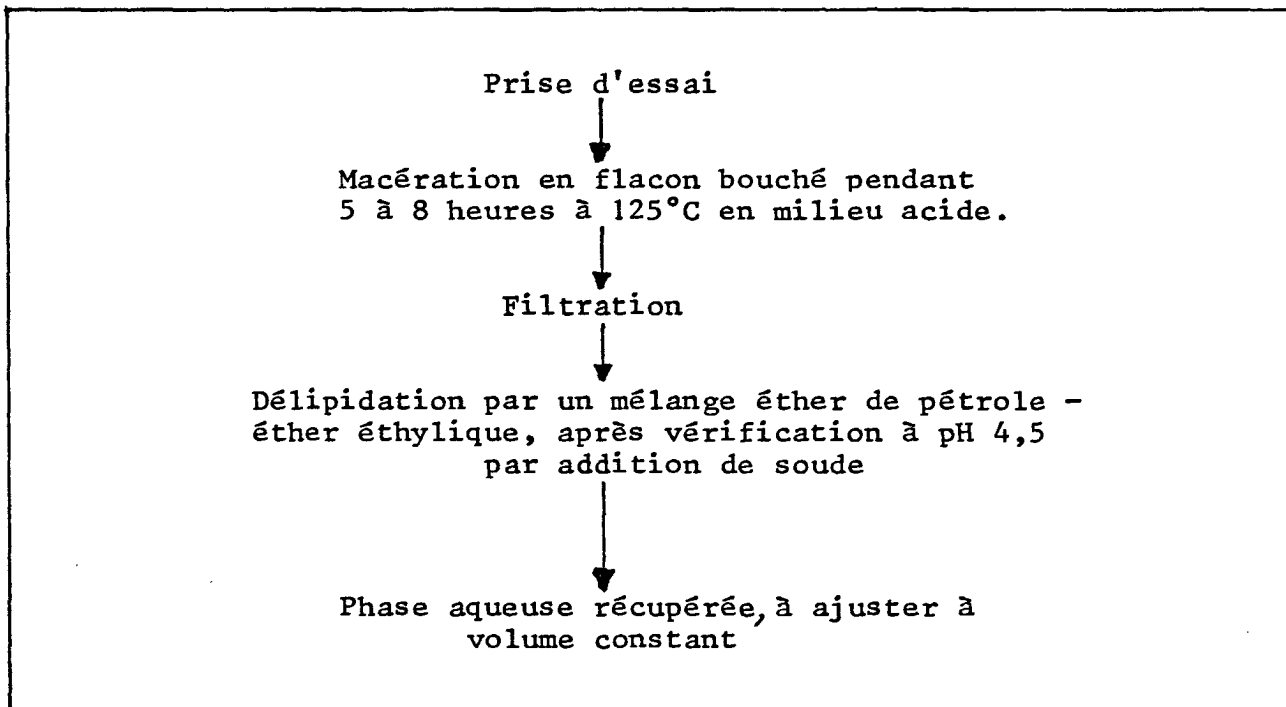 Prise d'essai
Macération en flacon bouché pendant
5 à 8 heures à 125°C en milieu acide.
Filtration
Délipidation par un mélange éther de pétrole -
éther éthylique, après vérification à pH 4,5
par addition de soude
Phase aqueuse récupérée, à ajuster à
volume constant